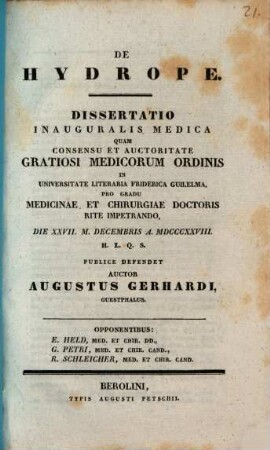 21.
DE
HYDROPE.
DISSERTATIO
INAUGURALIS MEDICA
QUAM
CONSENSU ET AUCTORITATE
GRATIOSI MEDICORUM ORDINIS
IN
UNIVERSITATE LITERARIA FRIDERICA GUILELMA,
PRO GRADU
MEDICINAE ET CHIRURGIAE DOCTORIS
RITE IMPETRANDO,
DIE XXVII. M. DECEMBRIS A. MDCCCXXVIII.
H. L. Q. S.
PUBLICE DEFENDET
AUCTOR
AUGUSTUS GERHARDI,
GUESTPHALUS.
OPPONENTIBUS:
E. HELD, MED. ET CHIR. DD.,
G. PETRI, MED. ET CHIR. CAND.,
R. SCHLEICHER, MED. ET CHIR. CAND.
BEROLINI,
TYPIS AUGUSTI PETSCHII.